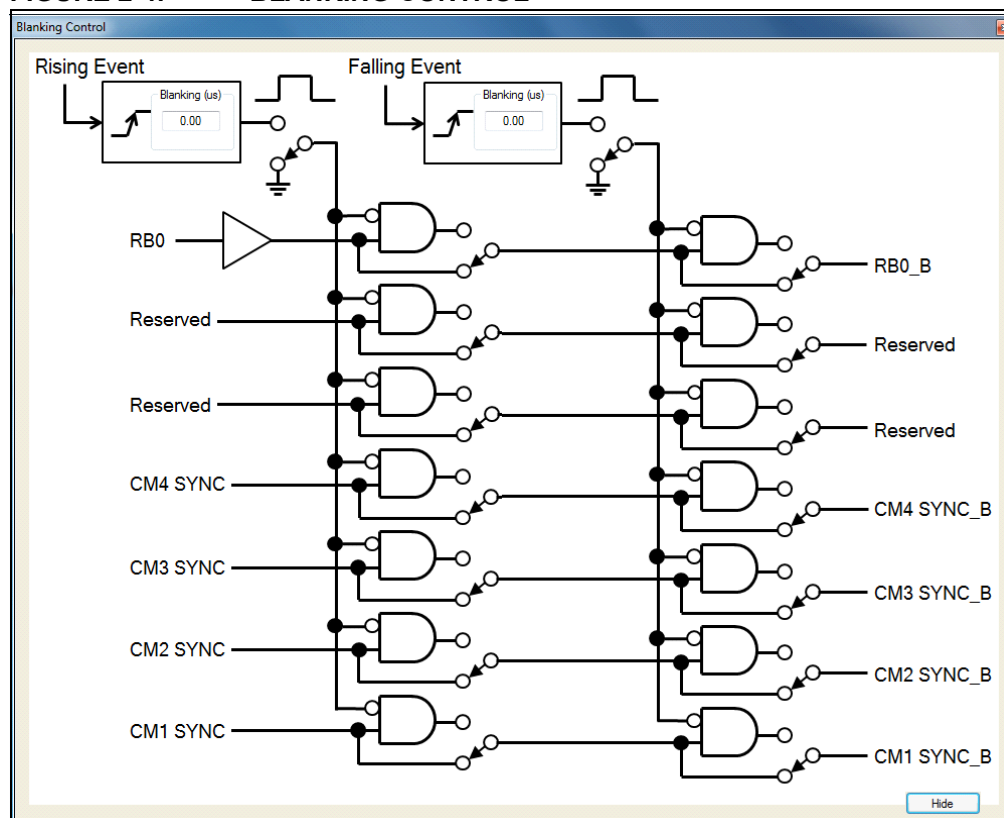 Blanking Control
Rising Event
Falling Event
Blanking (us)
0.00
Blanking (us)
0.00
RB0
RB0_B
Reserved
Reserved
Reserved
Reserved
CM4 SYNC
CM4 SYNC_B
CM3 SYNC
CM3 SYNC_B
CM2 SYNC
CM2 SYNC_B
CM1 SYNC
CM1 SYNC_B
Hide